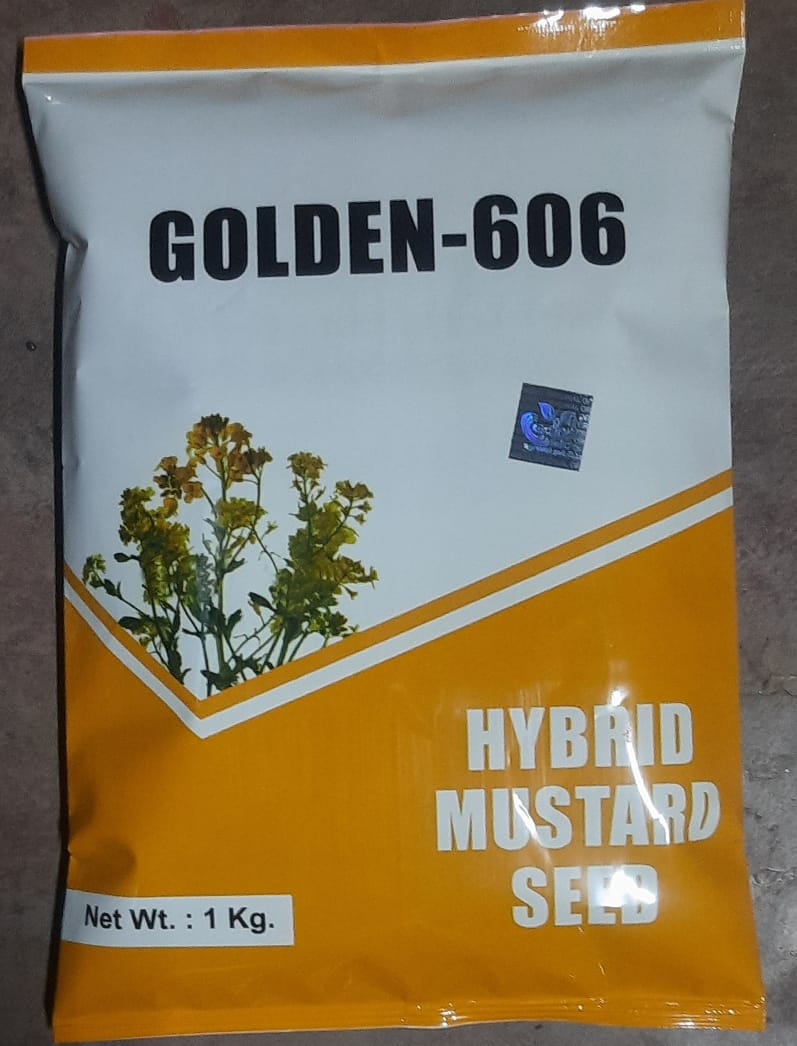 GOLDEN-606
HYBRID
MUSTARD
SEED
Net Wt. : 1 Kg.